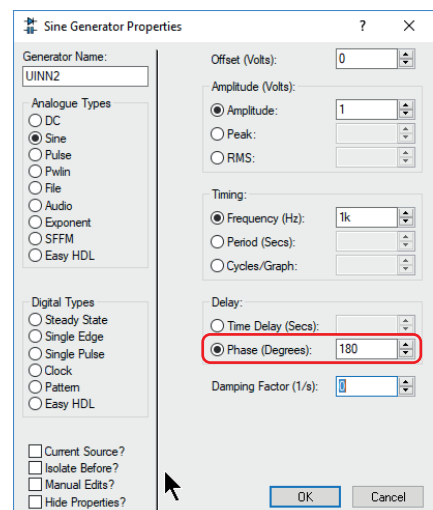 Sine Generator Properties
? ×
Generator Name:
UINN2
Analogue Types
DC
Sine
Pulse
Pwlin
File
Audio
Exponent
SFFM
Easy HDL
Digital Types
Steady State
Single Edge
Single Pulse
Clock
Pattern
Easy HDL
Current Source?
Isolate Before?
Manual Edits?
Hide Properties?
Offset (Volts): 0
Amplitude (Volts):
Amplitude: 1
Peak:
RMS:
Timing:
Frequency (Hz): 1k
Period (Secs):
Cycles/Graph:
Delay:
Time Delay (Secs):
Phase (Degrees): 180
Damping Factor (1/s): 0
OK Cancel